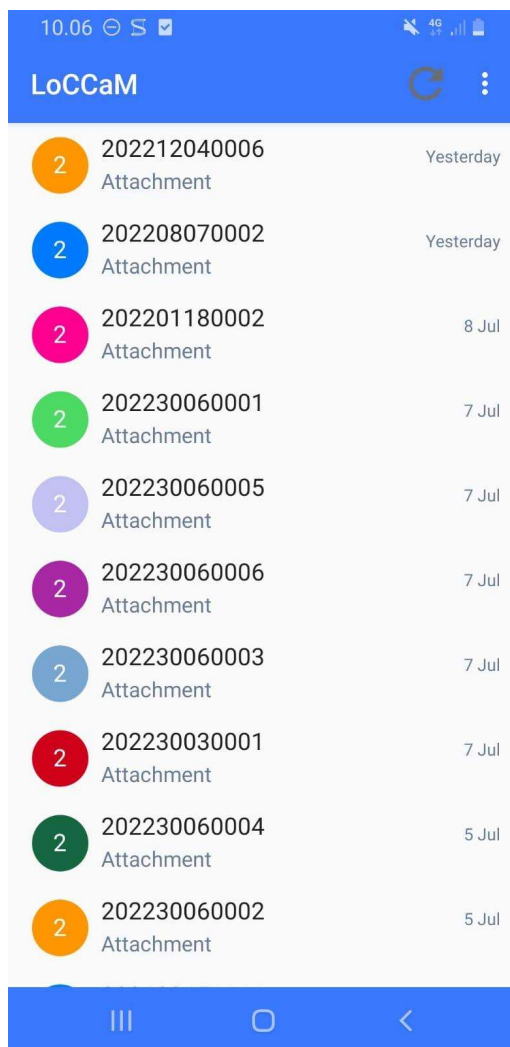 10.06
4G
LoCCaM
2 202212040006 Yesterday
Attachment
2 202208070002 Yesterday
Attachment
2 202201180002 8 Jul
Attachment
2 202230060001 7 Jul
Attachment
2 202230060005 7 Jul
Attachment
2 202230060006 7 Jul
Attachment
2 202230060003 7 Jul
Attachment
2 202230030001 7 Jul
Attachment
2 202230060004 5 Jul
Attachment
2 202230060002 5 Jul
Attachment